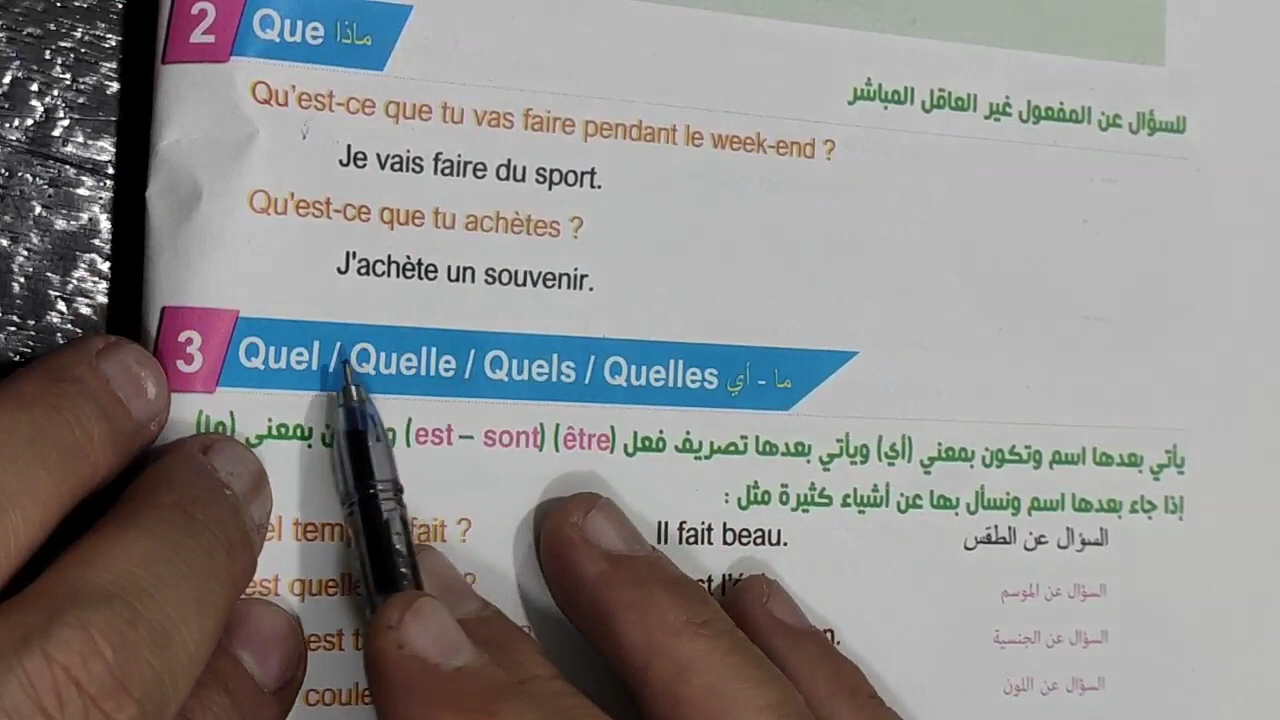 2 Que ماذا
للسؤال عن المفعول غير العاقل المباشر
Qu'est-ce que tu vas faire pendant le week-end ?
Je vais faire du sport.
Qu'est-ce que tu achètes ?
J'achète un souvenir.
3 Quel / Quelle / Quels / Quelles ما - أي
يأتي بعدها اسم وتكون بمعني (أي) ويأتي بعدها تصريف فعل (être) (est – sont) بمعني (ما)
إذا جاء بعدها اسم ونسأل بها عن أشياء كثيرة مثل :
fait ? Il fait beau. السؤال عن الطقس
est السؤال عن الموسم
est السؤال عن الجنسية
السؤال عن اللون